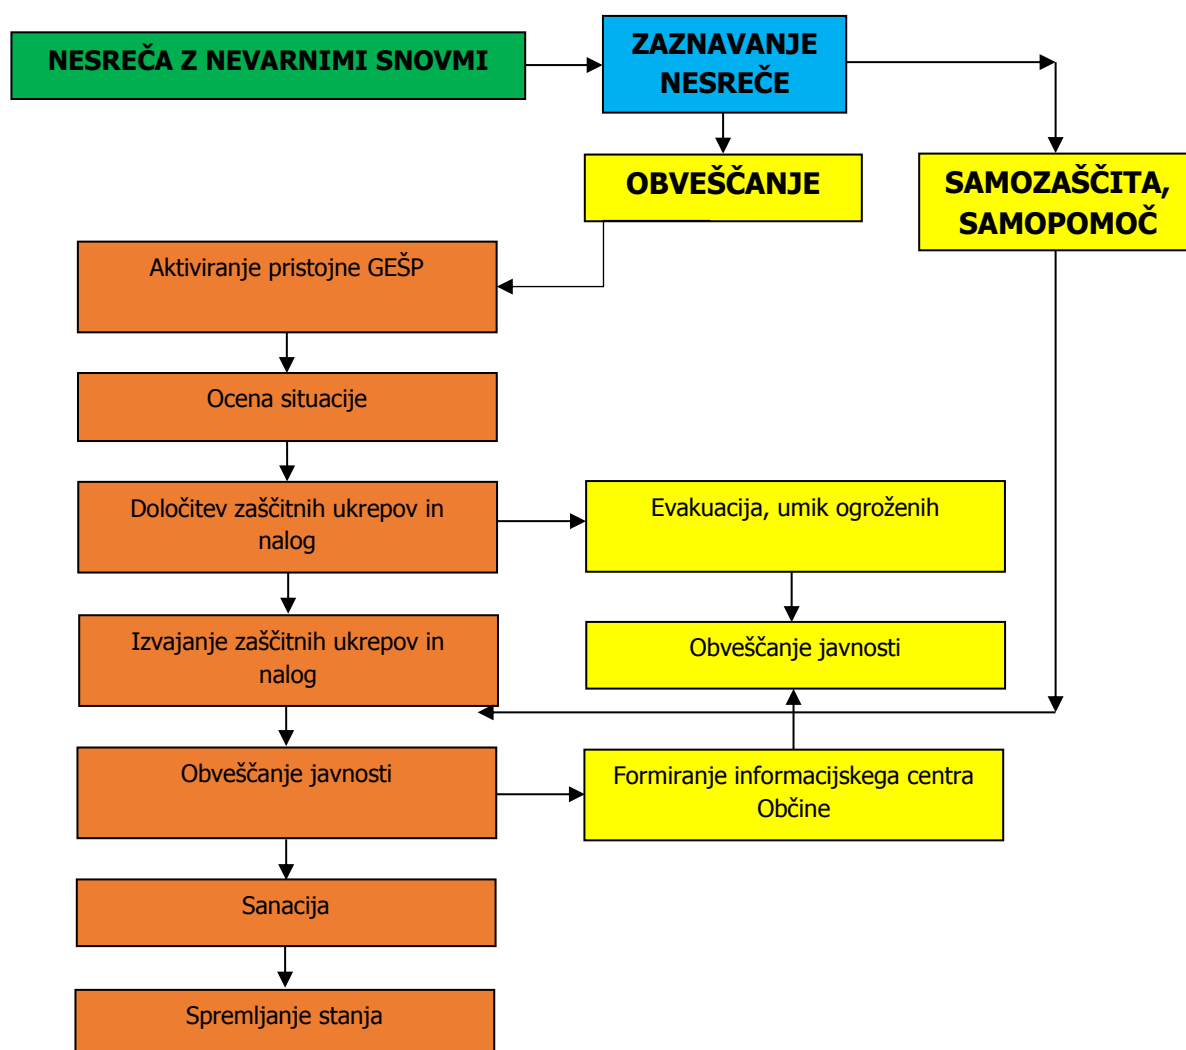 NESREČA Z NEVARNIMI SNOVMI
ZAZNAVANJE
NESREČE
OBVEŠČANJE
SAMOZAŠČITA,
SAMOPOMOČ
Aktiviranje pristojne GEŠP
Ocena situacije
Določitev zaščitnih ukrepov in
nalog
Evakuacija, umik ogroženih
Izvajanje zaščitnih ukrepov in
nalog
Obveščanje javnosti
Obveščanje javnosti
Formiranje informacijskega centra
Občine
Sanacija
Spremljanje stanja